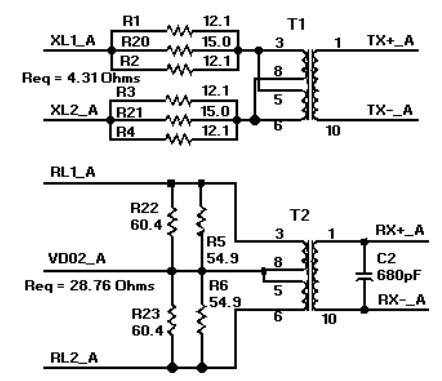 R1 12.1 T1
XL1_A R20 15.0 3 1 TX+_A
R2 12.1
8
Req = 4.31 Ohms
R3 12.1
5
XL2_A R21 15.0 TX-_A
R4 12.1 6 10
RL1_A
R22
60.4
T2
R5
54.9
3 1 RX+_A
VD02_A 8 C2
680pF
Req = 28.76 Ohms
R6
54.9
5
RX-_A
R23
60.4
6 10
RL2_A